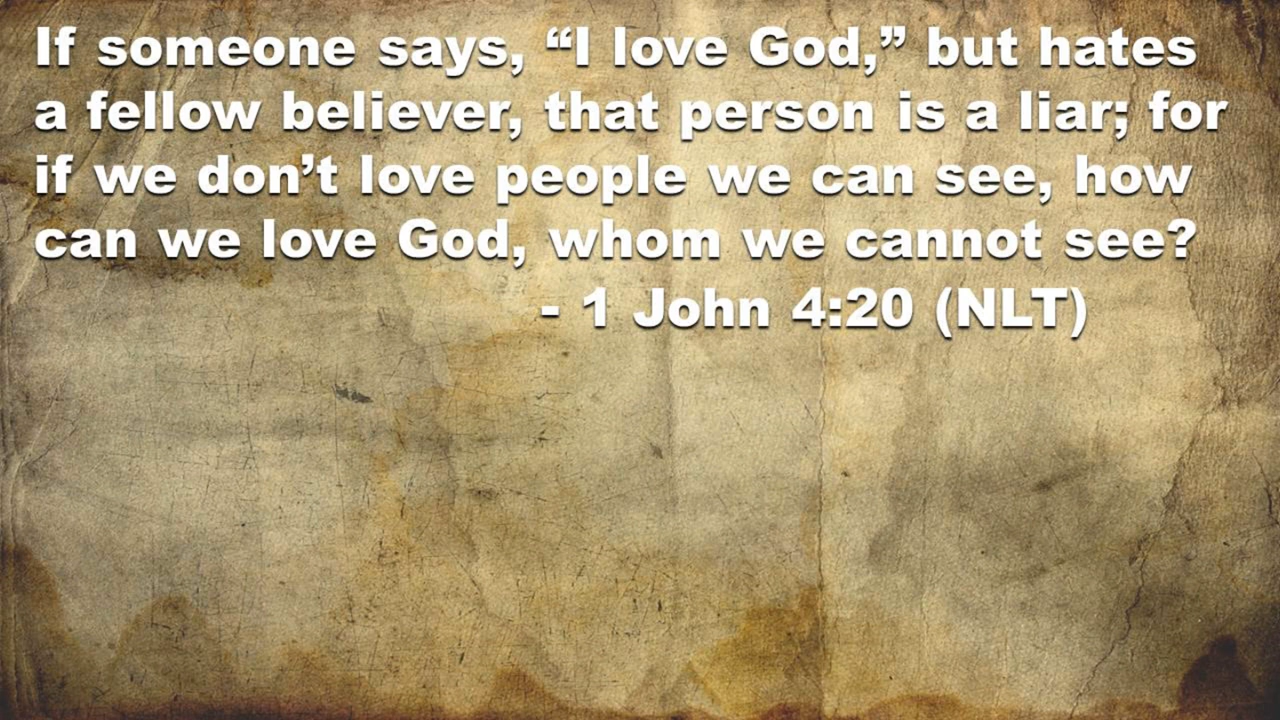 If someone says, “I love God,” but hates
a fellow believer, that person is a liar; for
if we don’t love people we can see, how
can we love God, whom we cannot see?
- 1 John 4:20 (NLT)